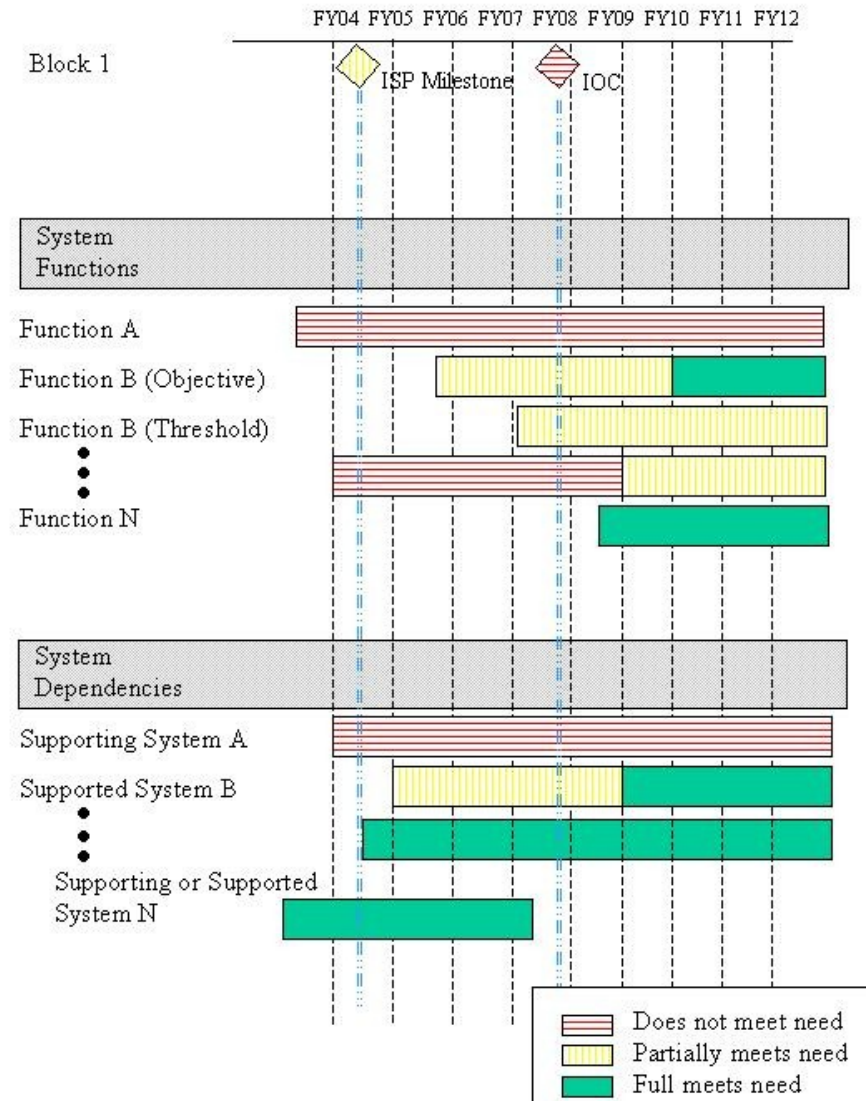 FY04 FY05 FY06 FY07 FY08 FY09 FY10 FY11 FY12
Block 1
ISP Milestone
IOC
System
Functions
Function A
Function B (Objective)
Function B (Threshold)
Function N
System
Dependencies
Supporting System A
Supported System B
Supporting or Supported
System N
Does not meet need
Partially meets need
Full meets need